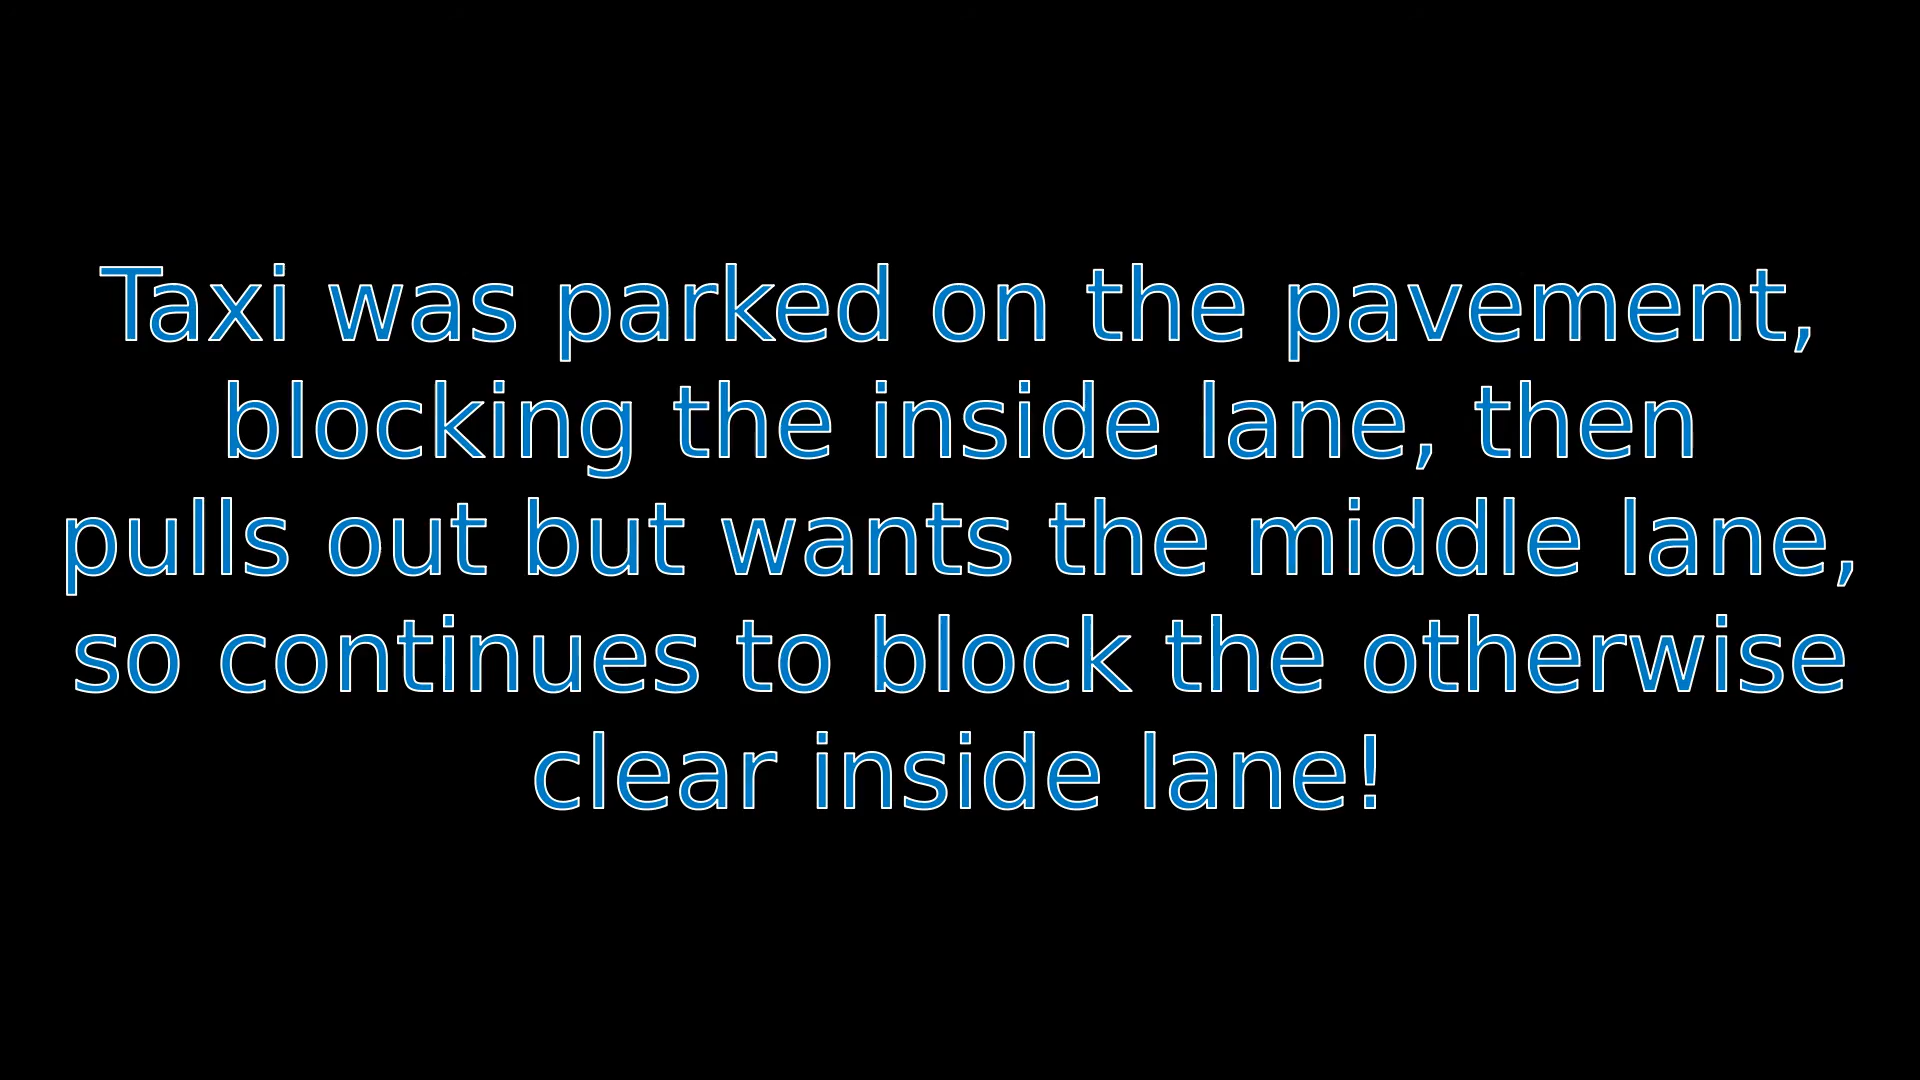 Taxi was parked on the pavement,
blocking the inside lane, then
pulls out but wants the middle lane,
so continues to block the otherwise
clear inside lane!